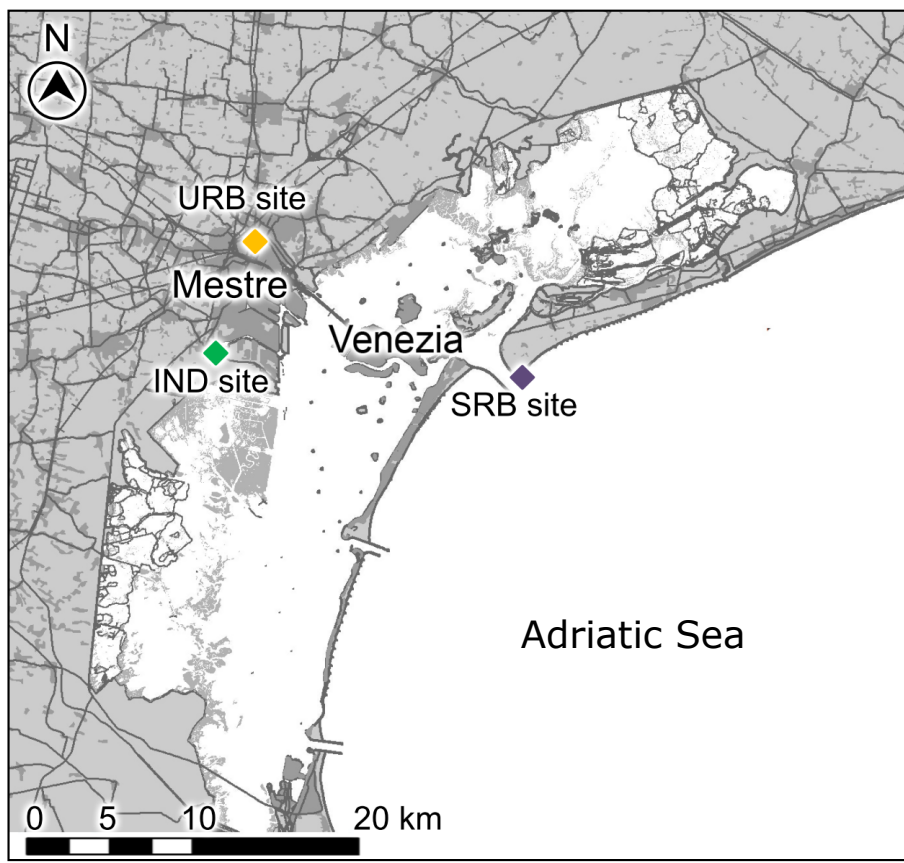 N
URB site
Mestre
Venezia
IND site
SRB site
Adriatic Sea
0 5 10 20 km